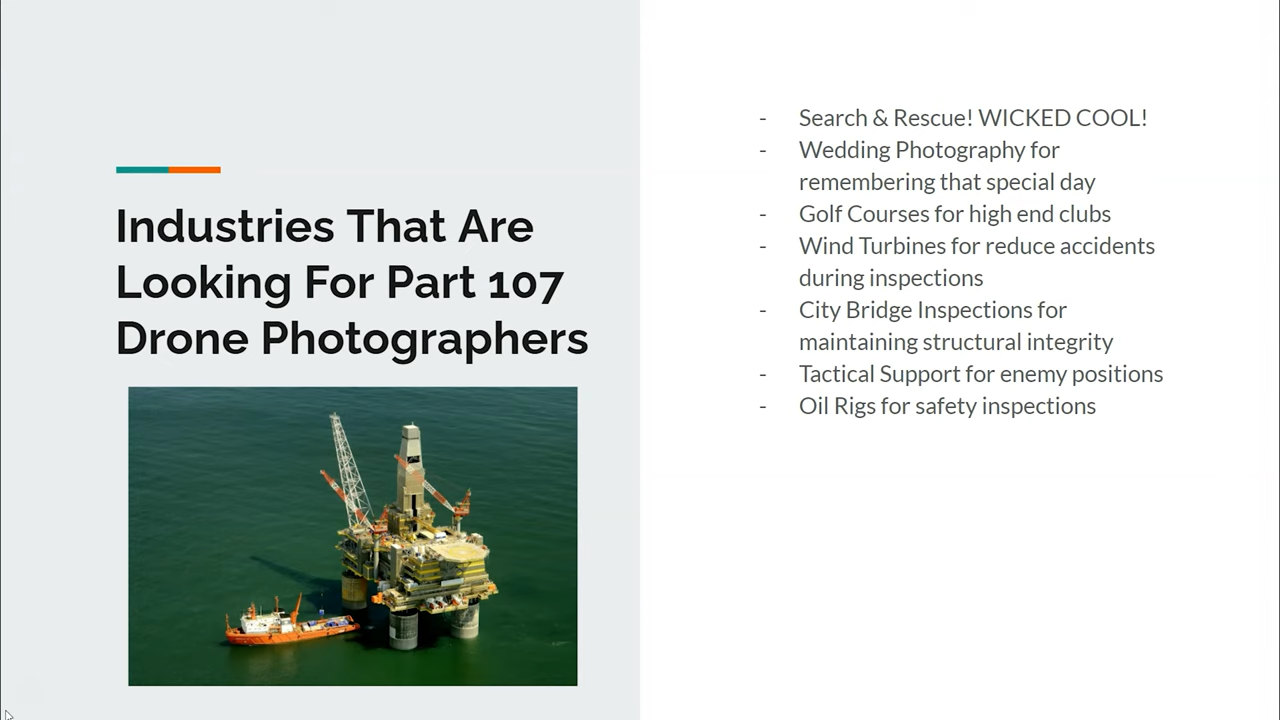 Industries That Are
Looking For Part 107
Drone Photographers
- Search & Rescue! WICKED COOL!
- Wedding Photography for
remembering that special day
- Golf Courses for high end clubs
- Wind Turbines for reduce accidents
during inspections
- City Bridge Inspections for
maintaining structural integrity
- Tactical Support for enemy positions
- Oil Rigs for safety inspections